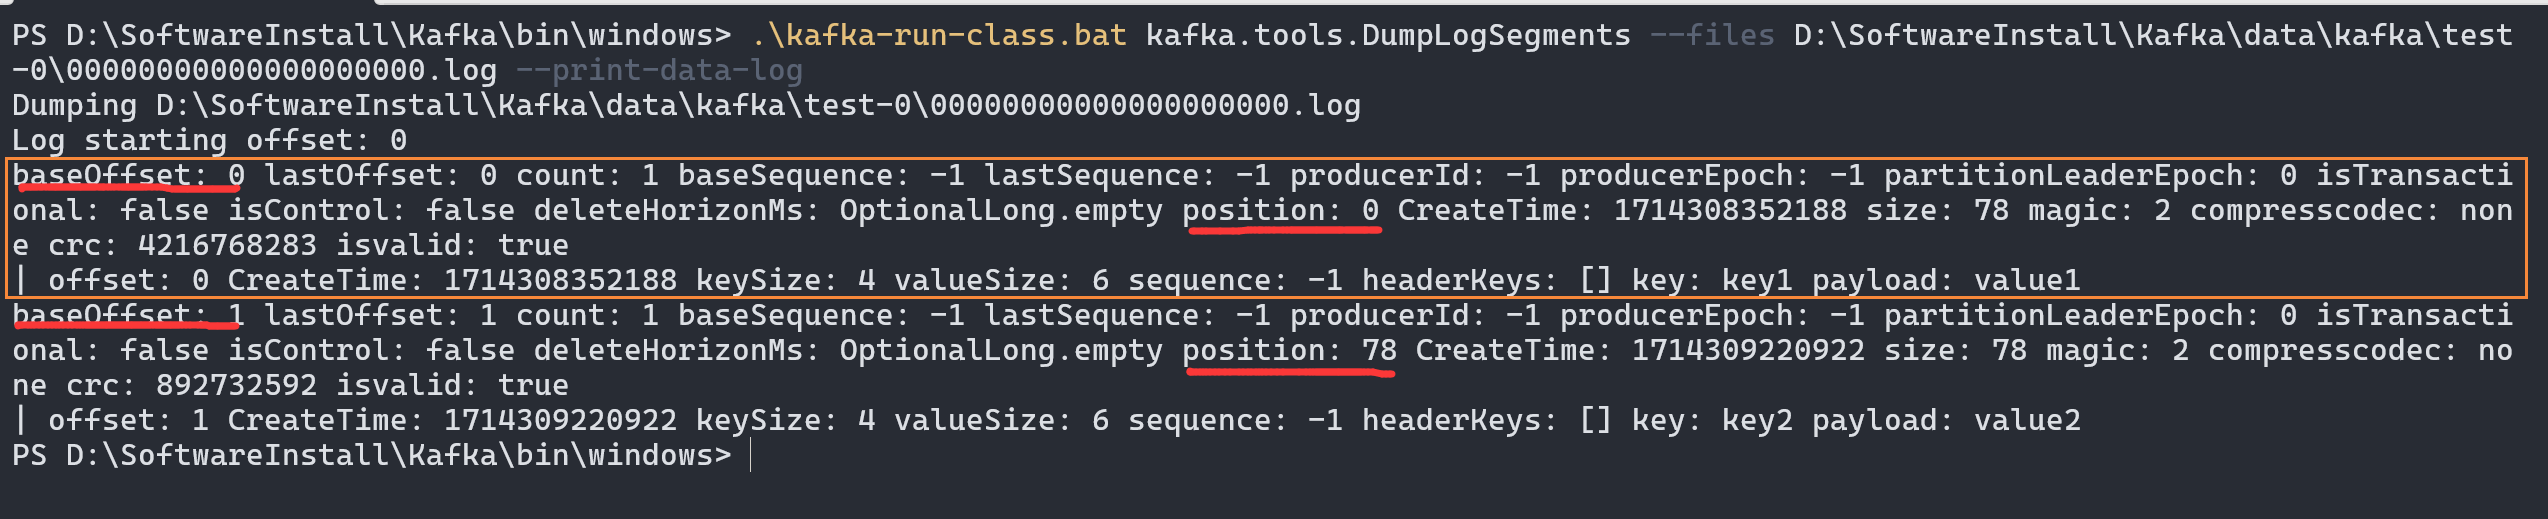 PS D:\SoftwareInstall\Kafka\bin\windows> .\kafka-run-class.bat kafka.tools.DumpLogSegments --files D:\SoftwareInstall\Kafka\data\kafka\test
-0\00000000000000000000.log --print-data-log
Dumping D:\SoftwareInstall\Kafka\data\kafka\test-0\00000000000000000000.log
Log starting offset: 0
baseOffset: 0 lastOffset: 0 count: 1 baseSequence: -1 lastSequence: -1 producerId: -1 producerEpoch: -1 partitionLeaderEpoch: 0 isTransacti
onal: false isControl: false deleteHorizonMs: OptionalLong.empty position: 0 CreateTime: 1714308352188 size: 78 magic: 2 compresscodec: non
e crc: 4216768283 isvalid: true
| offset: 0 CreateTime: 1714308352188 keySize: 4 valueSize: 6 sequence: -1 headerKeys: [] key: key1 payload: value1
baseOffset: 1 lastOffset: 1 count: 1 baseSequence: -1 lastSequence: -1 producerId: -1 producerEpoch: -1 partitionLeaderEpoch: 0 isTransacti
onal: false isControl: false deleteHorizonMs: OptionalLong.empty position: 78 CreateTime: 1714309220922 size: 78 magic: 2 compresscodec: no
ne crc: 892732592 isvalid: true
| offset: 1 CreateTime: 1714309220922 keySize: 4 valueSize: 6 sequence: -1 headerKeys: [] key: key2 payload: value2
PS D:\SoftwareInstall\Kafka\bin\windows>